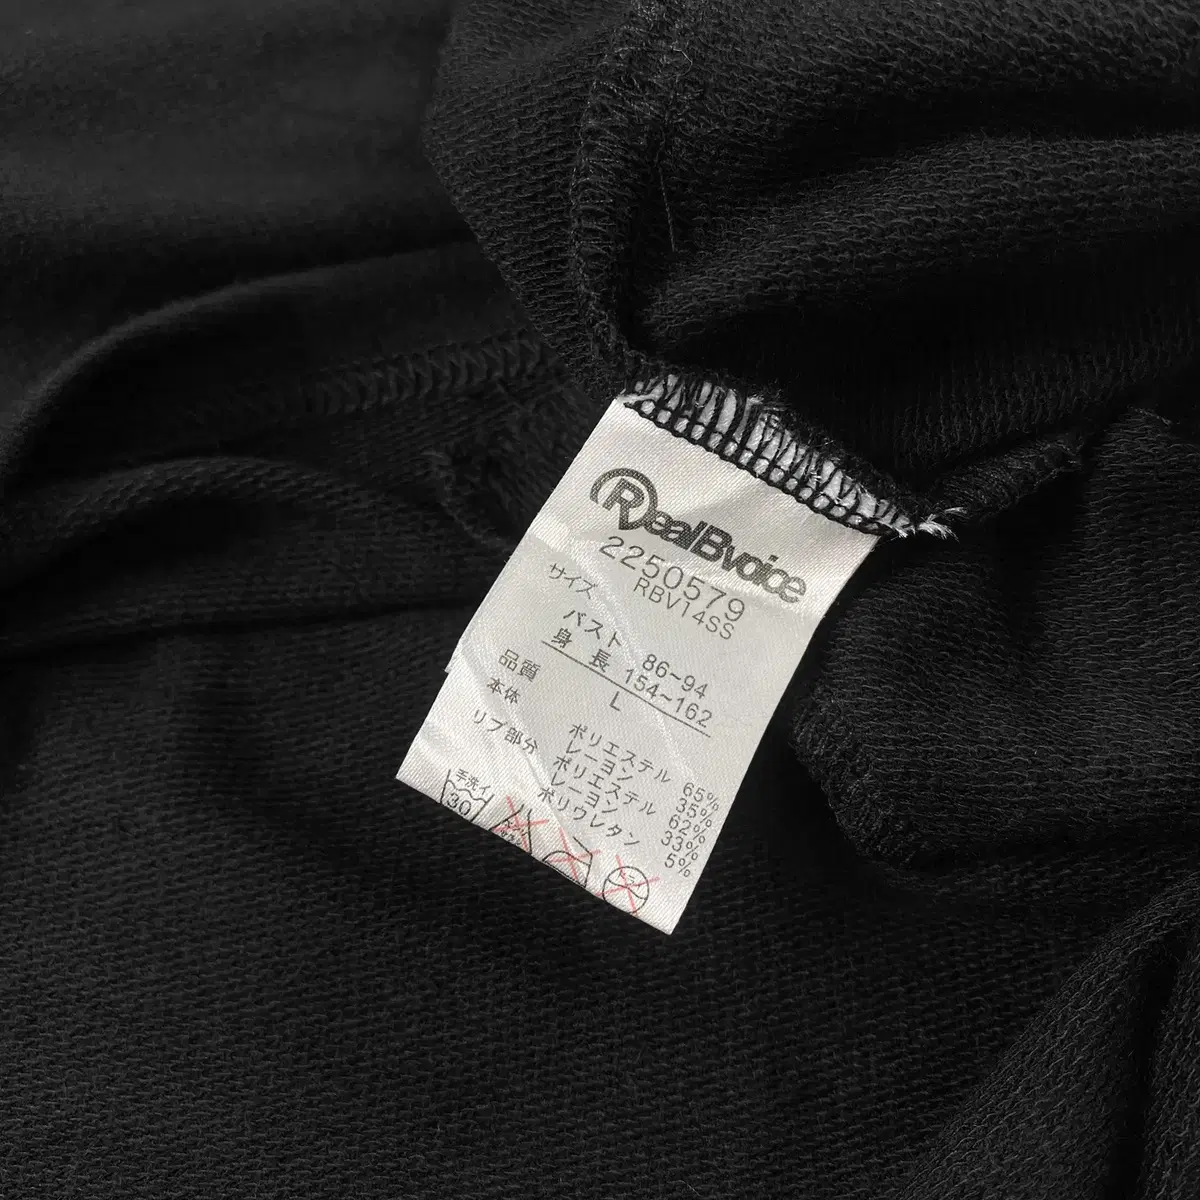 RealBvoice
2250579
RBV14SS
サイズ
バスト 86~94
身長 154~162
L
品質
本体 ポリエステル 65%
レーヨン 35%
リブ部分 ポリエステル 62%
レーヨン 33%
ポリウレタン 5%
手洗イ
30